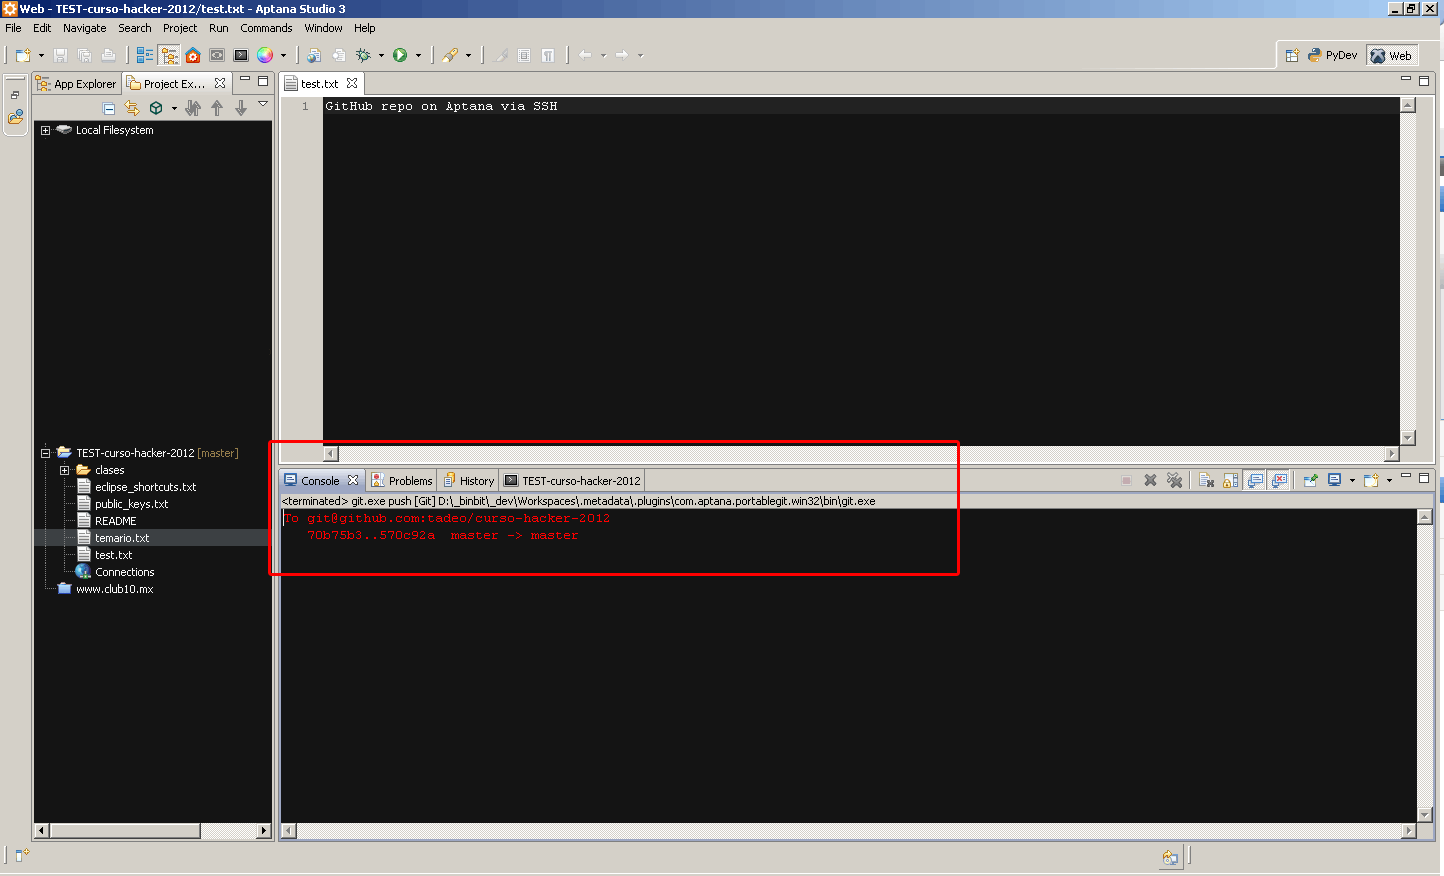 Web - TEST-curso-hacker-2012/test.txt - Aptana Studio 3
File Edit Navigate Search Project Run Commands Window Help
PyDev Web
App Explorer Project Ex...
test.txt
1 GitHub repo on Aptana via SSH
Local Filesystem
TEST-curso-hacker-2012 [master]
clases
eclipse_shortcuts.txt
public_keys.txt
README
temario.txt
test.txt
Connections
www.club10.mx
Console Problems History TEST-curso-hacker-2012
<terminated> git.exe push [Git] D:\_binbit\_dev\Workspaces\.metadata\.plugins\com.aptana.portablegit.win32\bin\git.exe
To git@github.com:tadeo/curso-hacker-2012
70b75b3..570c92a master -> master